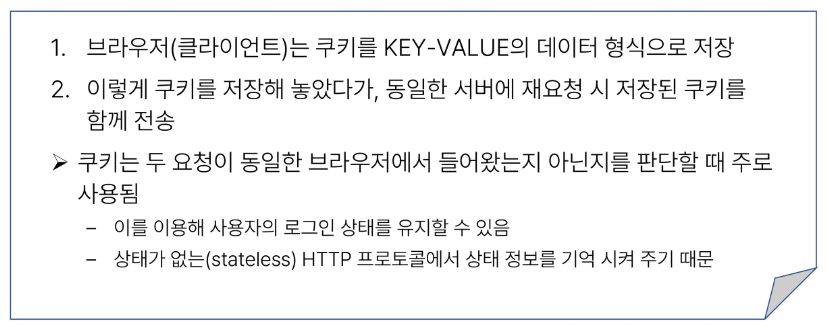 1. 브라우저(클라이언트)는 쿠키를 KEY-VALUE의 데이터 형식으로 저장
2. 이렇게 쿠키를 저장해 놓았다가, 동일한 서버에 재요청 시 저장된 쿠키를
함께 전송
➢ 쿠키는 두 요청이 동일한 브라우저에서 들어왔는지 아닌지를 판단할 때 주로
사용됨
– 이를 이용해 사용자의 로그인 상태를 유지할 수 있음
– 상태가 없는(stateless) HTTP 프로토콜에서 상태 정보를 기억 시켜 주기 때문